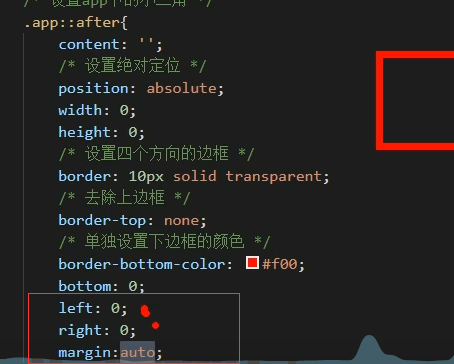 /* 设置app下的小三角 */
.app::after{
content: '';
/* 设置绝对定位 */
position: absolute;
width: 0;
height: 0;
/* 设置四个方向的边框 */
border: 10px solid transparent;
/* 去除上边框 */
border-top: none;
/* 单独设置下边框的颜色 */
border-bottom-color: #f00;
bottom: 0;
left: 0;
right: 0;
margin:auto;